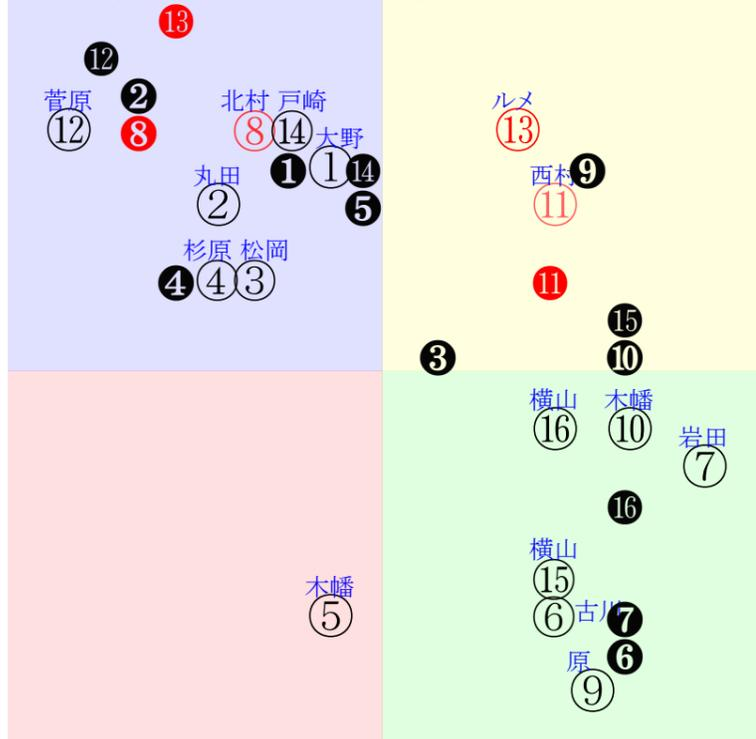 ⓭
⓬
❷
菅原
北村 戸崎
ルメ
⑫
❽
⑧
⑭
大野
⑬
丸田
❶
①
⓮
西村
❾
②
❺
⑪
杉原 松岡
❹
④
③
⓫
⓯
❸
❿
横山
木幡
⑯
⑩
岩田
⑦
⓰
横山
⑮
木幡
⑤
⑥
古川
❼
原
❻
⑨